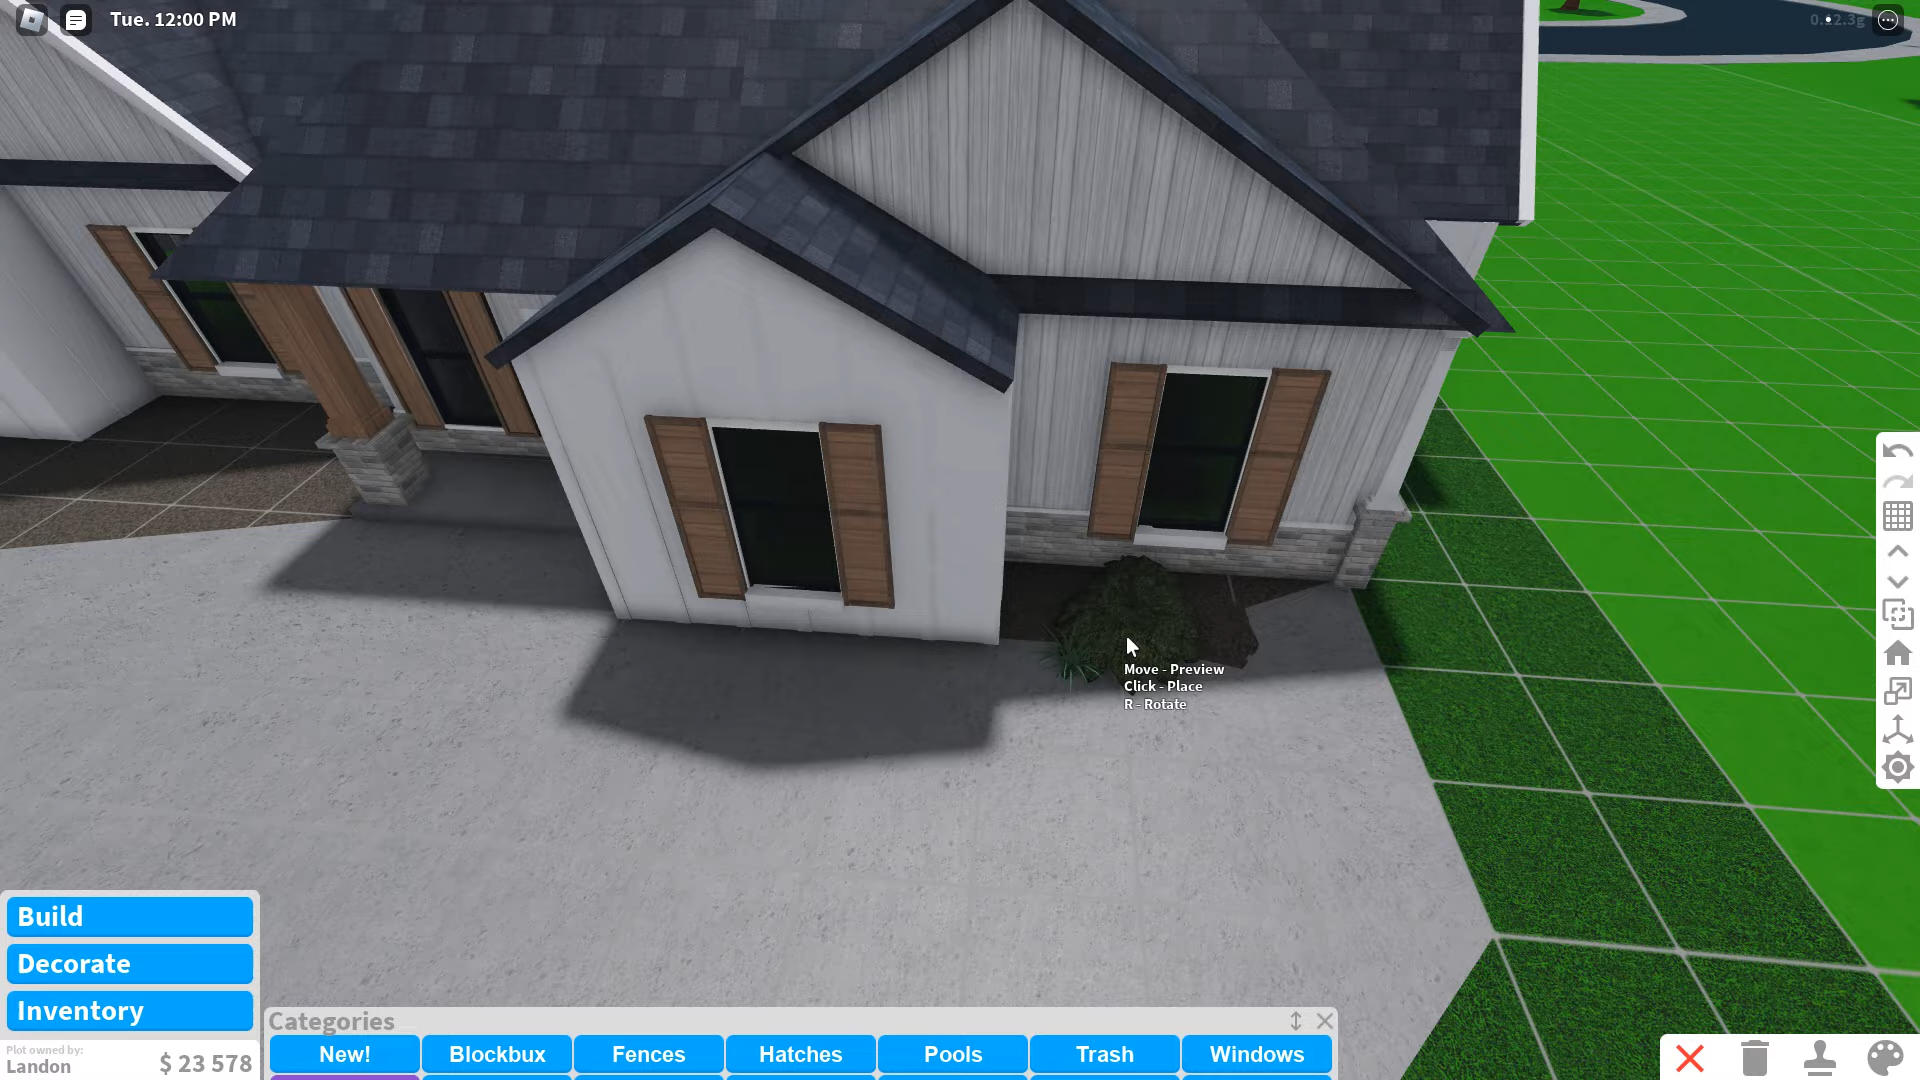 Tue. 12:00 PM
Move - Preview
Click - Place
R - Rotate
Build
Decorate
Inventory
Plot owned by:
Landon
$ 23 578
Categories
New!
Blockbux
Fences
Hatches
Pools
Trash
Windows